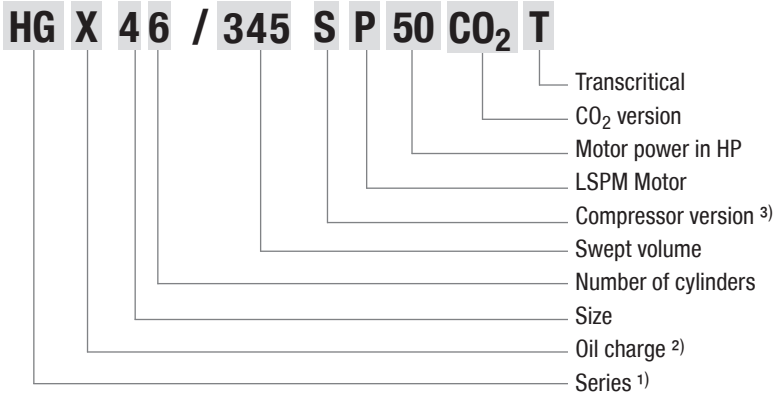 HG X 4 6 / 345 S P 50 CO₂ T
Transcritical
CO₂ version
Motor power in HP
LSPM Motor
Compressor version ³⁾
Swept volume
Number of cylinders
Size
Oil charge ²⁾
Series ¹⁾